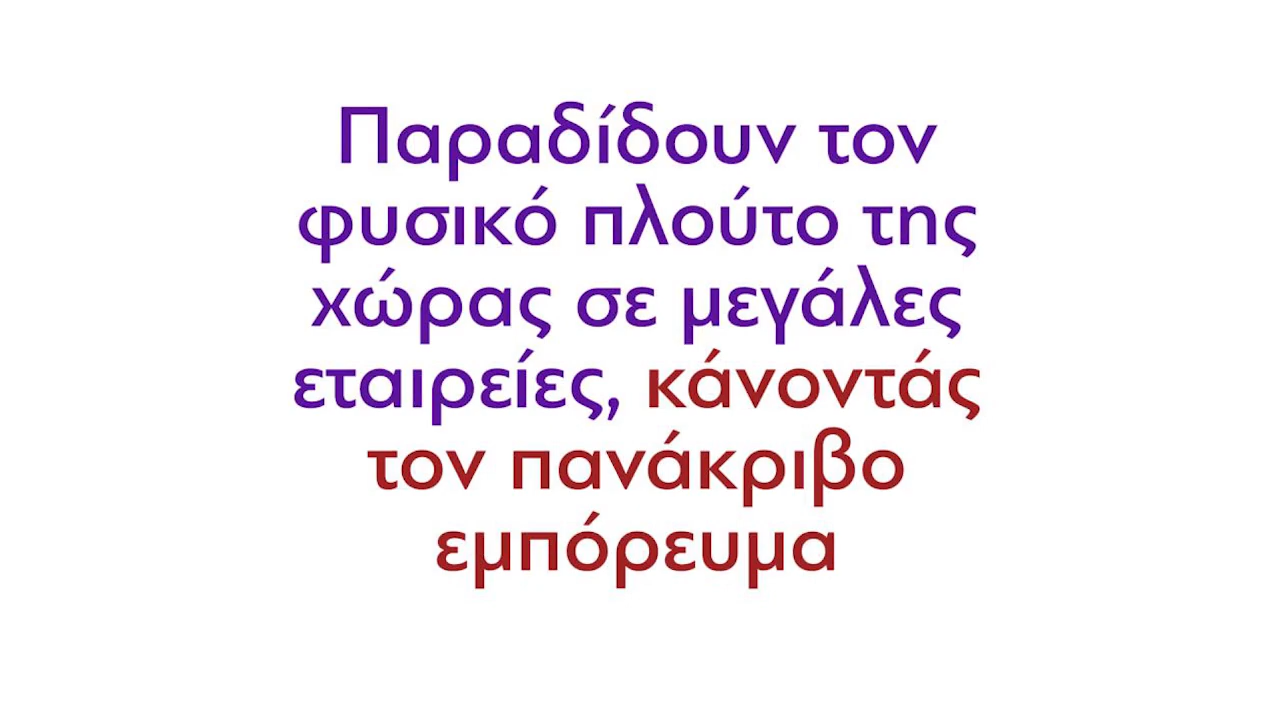 Παραδίδουν τον
φυσικό πλούτο της
χώρας σε μεγάλες
εταιρείες, κάνοντάς
τον πανάκριβο
εμπόρευμα